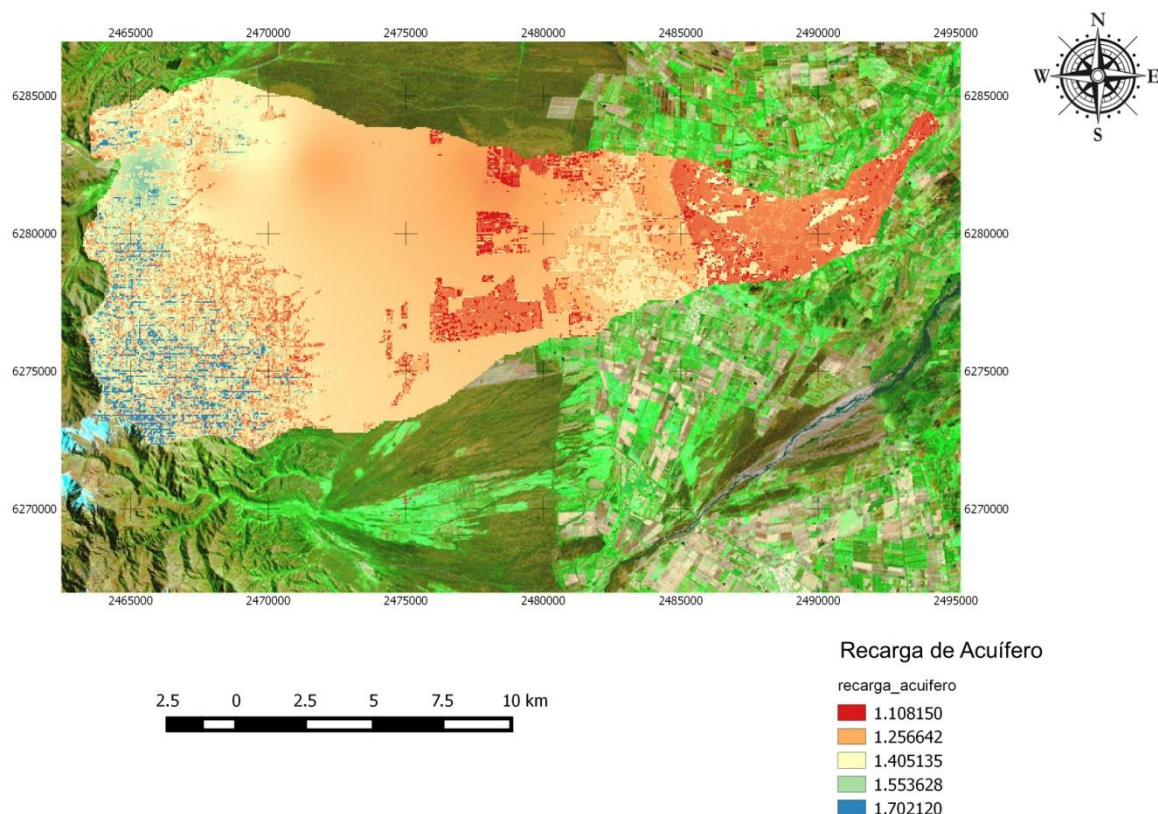 2465000 2470000 2475000 2480000 2485000 2490000 2495000
N
W E
S
6285000 6285000
6280000 6280000
6275000 6275000
6270000 6270000
2465000 2470000 2475000 2480000 2485000 2490000 2495000
Recarga de Acuífero
recarga_acuifero
2.5 0 2.5 5 7.5 10 km
1.108150
1.256642
1.405135
1.553628
1.702120